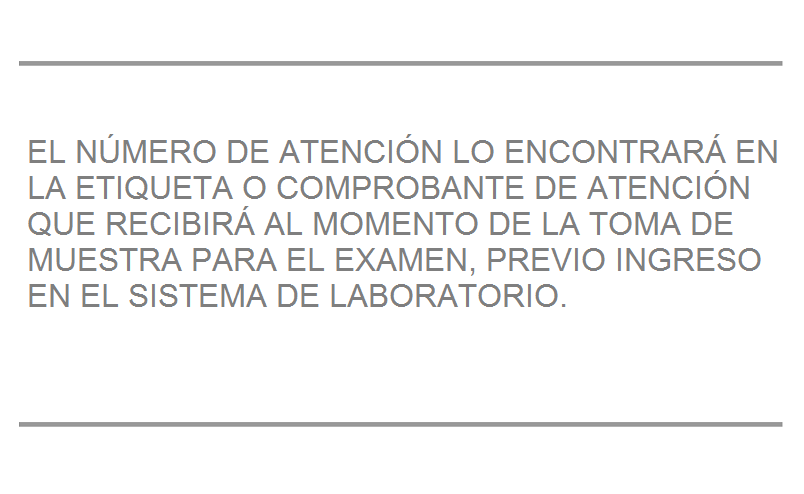 EL NÚMERO DE ATENCIÓN LO ENCONTRARÁ EN
LA ETIQUETA O COMPROBANTE DE ATENCIÓN
QUE RECIBIRÁ AL MOMENTO DE LA TOMA DE
MUESTRA PARA EL EXAMEN, PREVIO INGRESO
EN EL SISTEMA DE LABORATORIO.